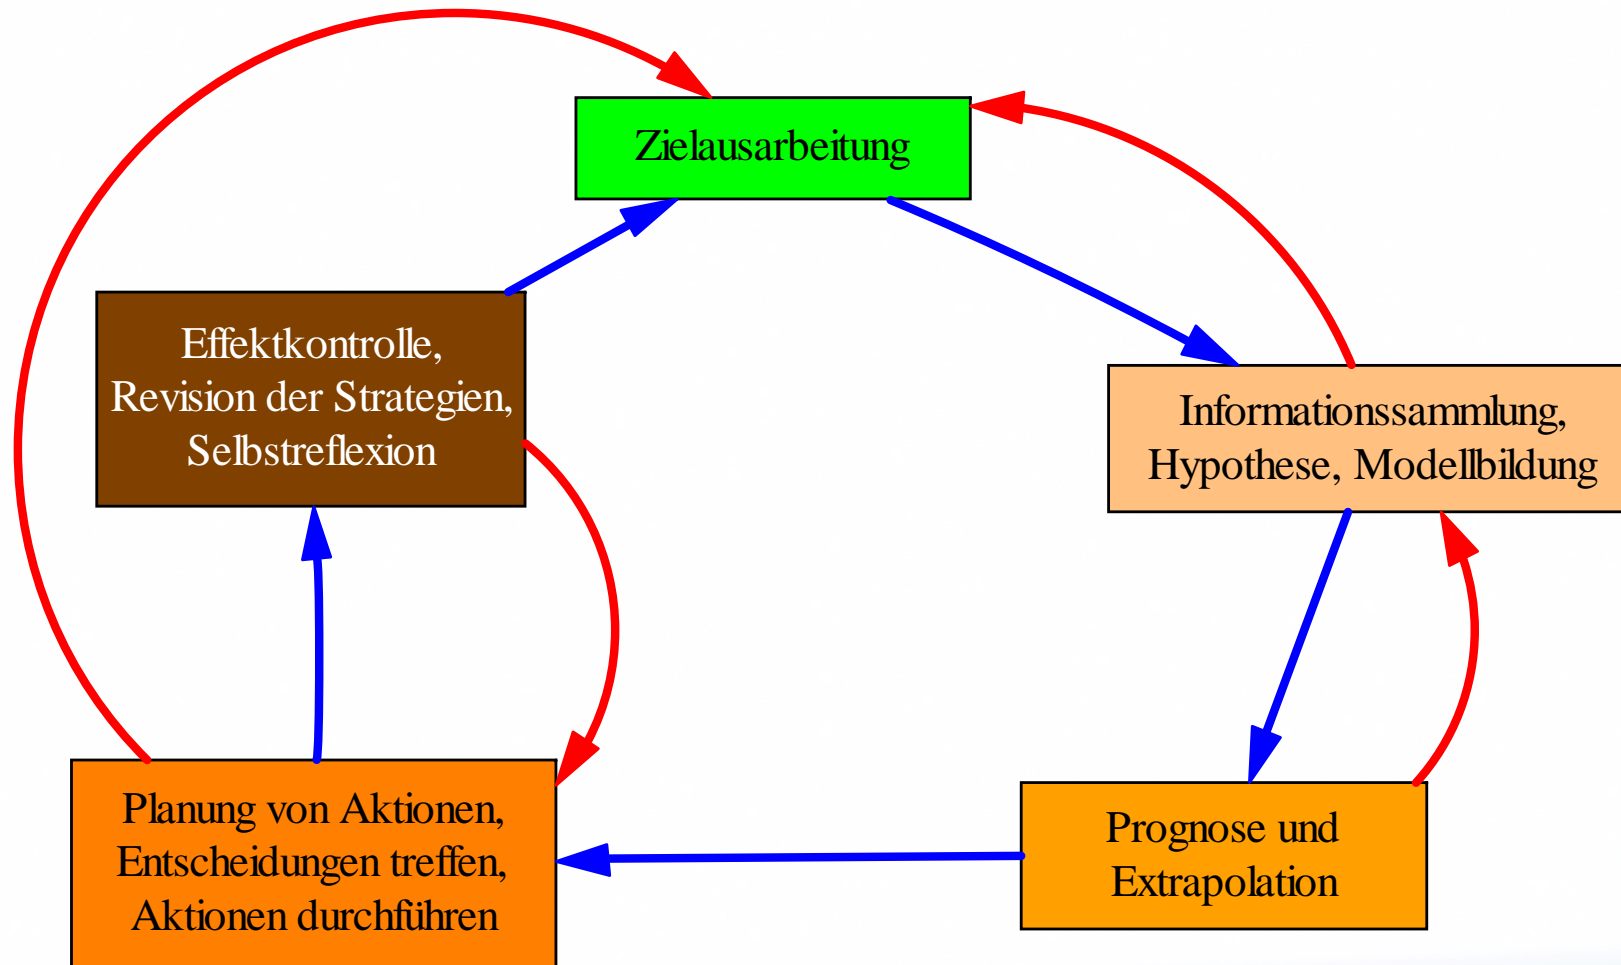 Zielausarbeitung
Effektkontrolle,
Revision der Strategien,
Selbstreflexion
Informationssammlung,
Hypothese, Modellbildung
Planung von Aktionen,
Entscheidungen treffen,
Aktionen durchführen
Prognose und
Extrapolation